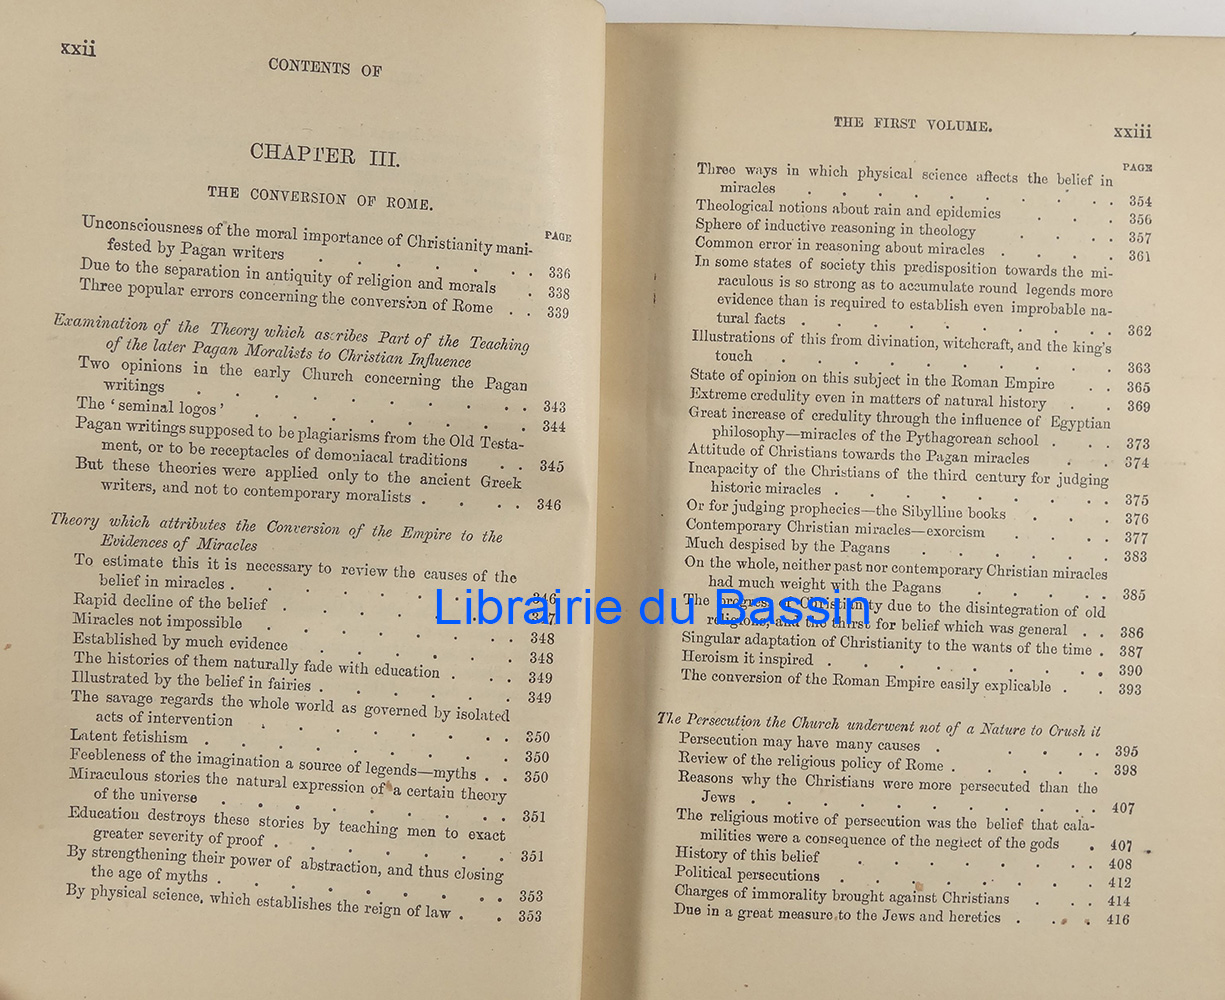 xxii
CONTENTS OF
CHAPTER III.
THE CONVERSION OF ROME.
PAGE
Unconsciousness of the moral importance of Christianity mani-
fested by Pagan writers . . . . . . . 336
Due to the separation in antiquity of religion and morals . 338
Three popular errors concerning the conversion of Rome . . 339
Examination of the Theory which ascribes Part of the Teaching
of the later Pagan Moralists to Christian Influence
Two opinions in the early Church concerning the Pagan
writings . . . . . . . . . 343
The ‘seminal logos’ . . . . . . . 344
Pagan writings supposed to be plagiarisms from the Old Testa-
ment, or to be receptacles of demoniacal traditions . . 345
But these theories were applied only to the ancient Greek
writers, and not to contemporary moralists . . . . 346
Theory which attributes the Conversion of the Empire to the
Evidences of Miracles
To estimate this it is necessary to review the causes of the
belief in miracles . . . . . . . . 346
Rapid decline of the belief . . . . . . 347
Miracles not impossible . . . . . . 348
Established by much evidence . . . . . 348
The histories of them naturally fade with education . . . 349
Illustrated by the belief in fairies . . . . . 349
The savage regards the whole world as governed by isolated
acts of intervention . . . . . . . 350
Latent fetishism . . . . . . . . 350
Feebleness of the imagination a source of legends—myths . . 350
Miraculous stories the natural expression of a certain theory
of the universe . . . . . . . 351
Education destroys these stories by teaching men to exact
greater severity of proof . . . . . . 351
By strengthening their power of abstraction, and thus closing
the age of myths . . . . . . . . 353
By physical science, which establishes the reign of law . . 353
THE FIRST VOLUME.
xxiii
PAGE
Three ways in which physical science affects the belief in
miracles . . . . . . . . . 354
Theological notions about rain and epidemics . . . 356
Sphere of inductive reasoning in theology . . . . 357
Common error in reasoning about miracles . . . . 361
In some states of society this predisposition towards the mi-
raculous is so strong as to accumulate round legends more
evidence than is required to establish even improbable na-
tural facts . . . . . . . . . 362
Illustrations of this from divination, witchcraft, and the king's
touch . . . . . . . . . . 363
State of opinion on this subject in the Roman Empire . . 365
Extreme credulity even in matters of natural history . . 369
Great increase of credulity through the influence of Egyptian
philosophy—miracles of the Pythagorean school . . . 373
Attitude of Christians towards the Pagan miracles . . 374
Incapacity of the Christians of the third century for judging
historic miracles . . . . . . . . 375
Or for judging prophecies—the Sibylline books . . . 376
Contemporary Christian miracles—exorcism . . . 377
Much despised by the Pagans . . . . . . 383
On the whole, neither past nor contemporary Christian miracles
had much weight with the Pagans . . . . 385
The progress of Christianity due to the disintegration of old
religions, and the thirst for belief which was general . . 386
Singular adaptation of Christianity to the wants of the time . 387
Heroism it inspired . . . . . . . . 390
The conversion of the Roman Empire easily explicable . . 393
The Persecution the Church underwent not of a Nature to Crush it
Persecution may have many causes . . . . . 395
Review of the religious policy of Rome . . . . . 398
Reasons why the Christians were more persecuted than the
Jews . . . . . . . . . . 407
The religious motive of persecution was the belief that cala-
milities were a consequence of the neglect of the gods . 407
History of this belief . . . . . . . 408
Political persecutions . . . . . . . 412
Charges of immorality brought against Christians . . . 414
Due in a great measure to the Jews and heretics . . . . 416
Librairie du Bassin